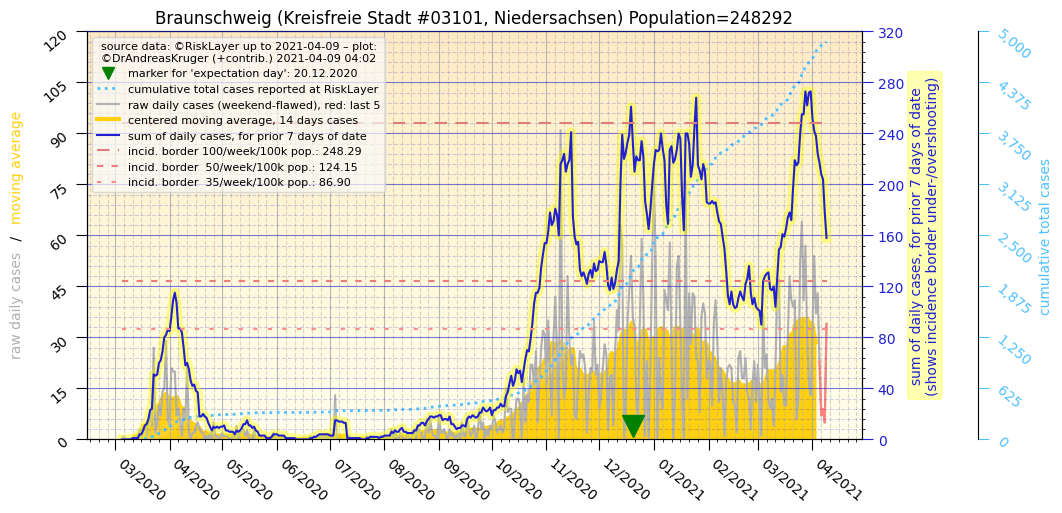 Braunschweig (Kreisfreie Stadt #03101, Niedersachsen) Population=248292
source data: ©RiskLayer up to 2021-04-09 – plot:
©DrAndreasKruger (+contrib.) 2021-04-09 04:02
marker for 'expectation day': 20.12.2020
cumulative total cases reported at RiskLayer
raw daily cases (weekend-flawed), red: last 5
centered moving average, 14 days cases
sum of daily cases, for prior 7 days of date
incid. border 100/week/100k pop.: 248.29
incid. border  50/week/100k pop.: 124.15
incid. border  35/week/100k pop.: 86.90
raw daily cases  /  moving average
120
105
90
75
60
45
30
15
0
03/2020
04/2020
05/2020
06/2020
07/2020
08/2020
09/2020
10/2020
11/2020
12/2020
01/2021
02/2021
03/2021
04/2021
320
280
240
200
160
120
80
40
0
sum of daily cases, for prior 7 days of date
(shows incidence border under-/overshooting)
5,000
4,375
3,750
3,125
2,500
1,875
1,250
625
0
cumulative total cases